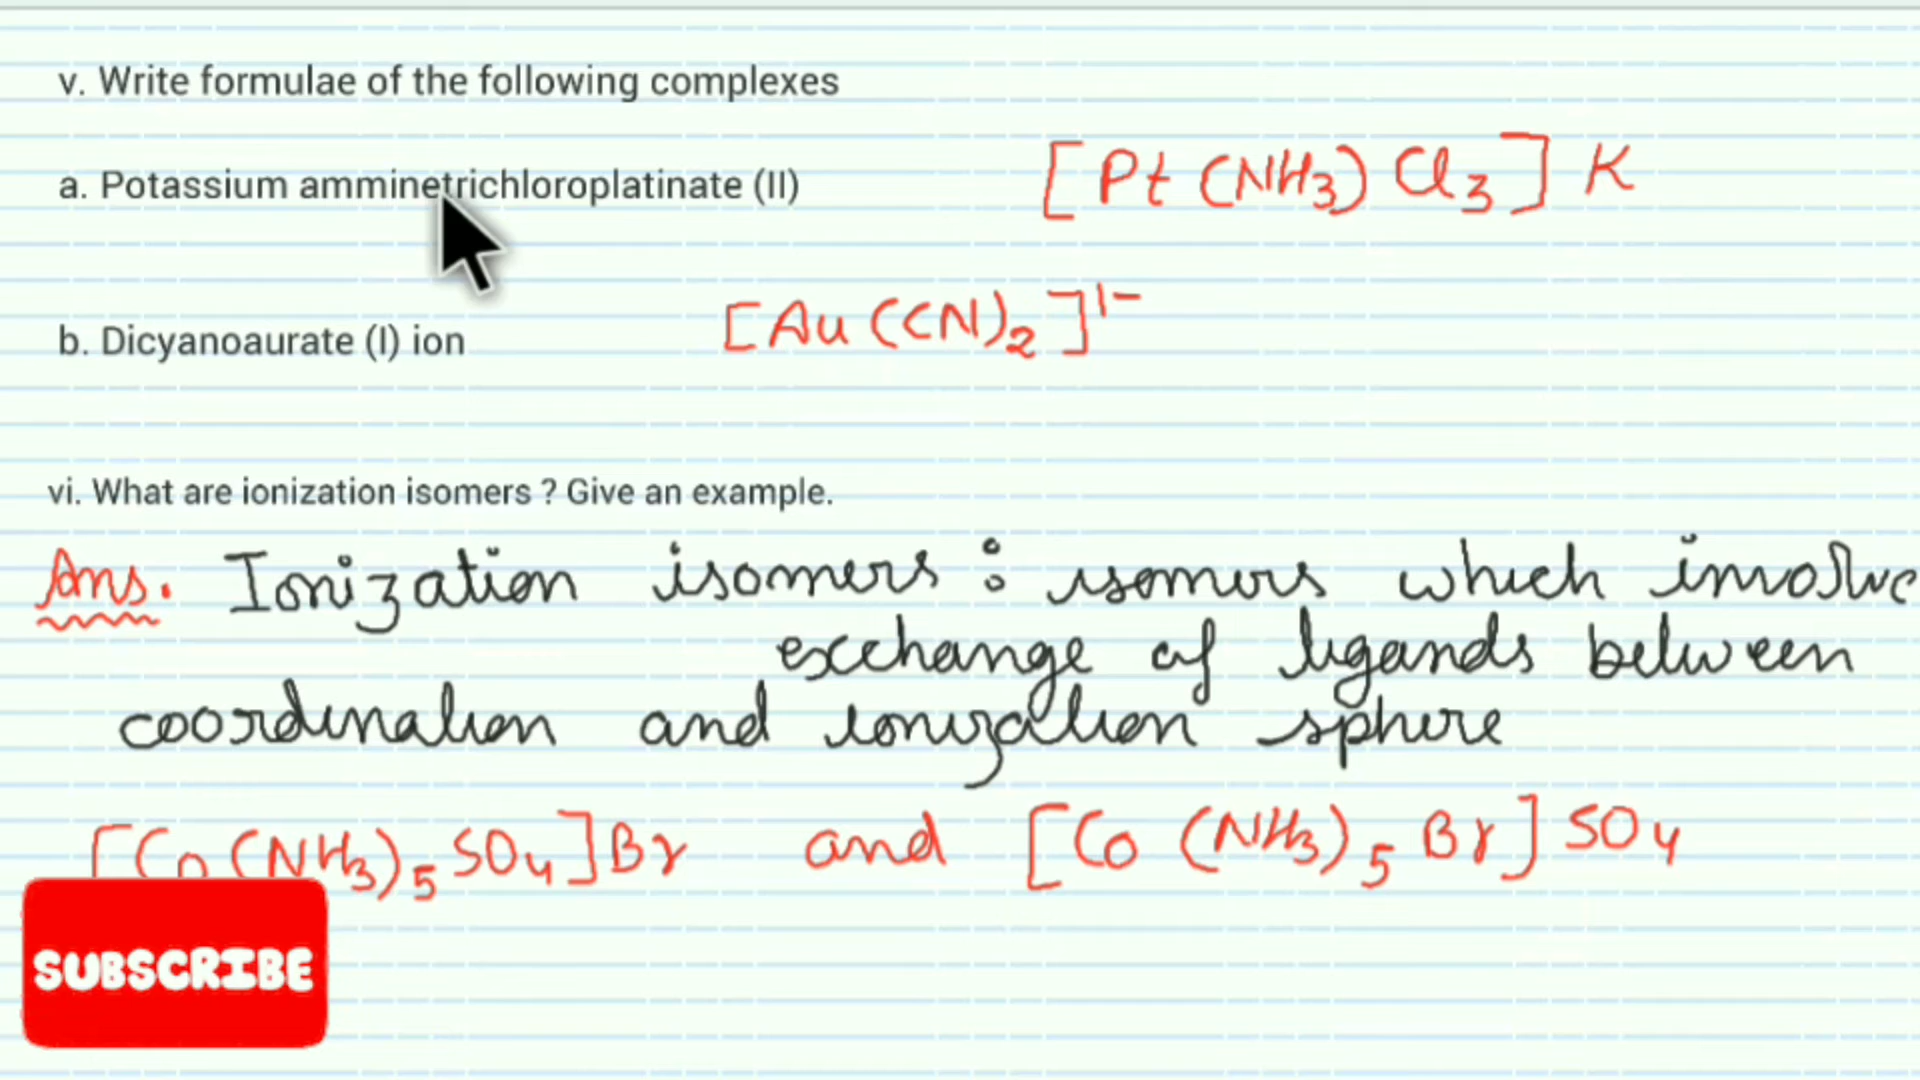 v. Write formulae of the following complexes
a. Potassium amminetrichloroplatinate (II) [Pt (NH3) Cl3] K
b. Dicyanoaurate (I) ion [Au (CN)2]1-
vi. What are ionization isomers ? Give an example.
Ans. Ionization isomers : isomers which involve
exchange of ligands between
coordination and ionization sphere
[Co (NH3)5 SO4] Br and [Co (NH3)5 Br] SO4
SUBSCRIBE